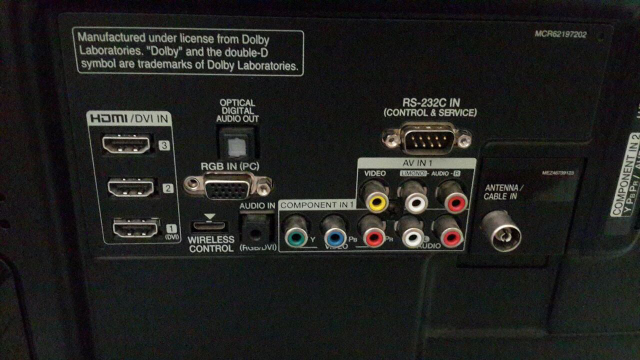 Manufactured under license from Dolby
Laboratories. "Dolby" and the double-D
symbol are trademarks of Dolby Laboratories.
MCR62197202
HDMI /DVI IN
3
2
1
(DVI)
OPTICAL
DIGITAL
AUDIO OUT
RGB IN (PC)
WIRELESS
CONTROL
AUDIO IN
(RGB/DVI)
RS-232C IN
(CONTROL & SERVICE)
AV IN 1
VIDEO
L/MONO
AUDIO
R
COMPONENT IN 1
Y
PB
PR
VIDEO
AUDIO
ANTENNA /
CABLE IN
COMPONENT IN 2